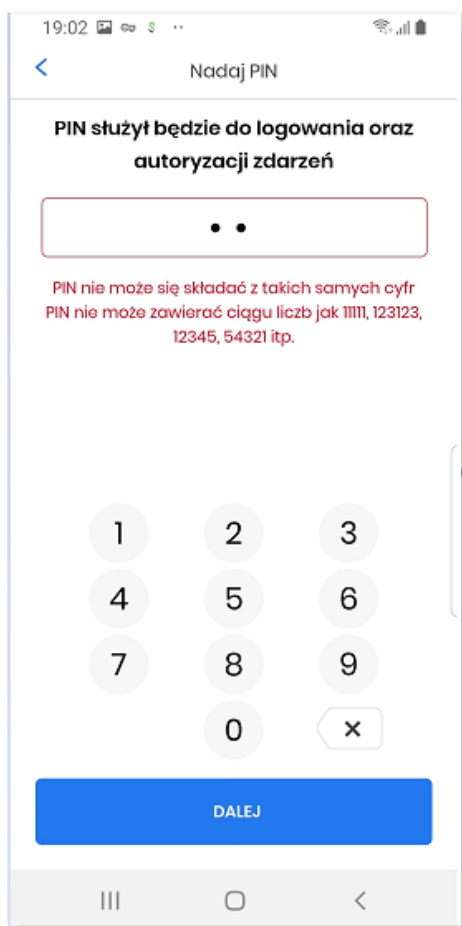 19:02
Nadaj PIN
PIN służył będzie do logowania oraz
autoryzacji zdarzeń
PIN nie może się składać z takich samych cyfr
PIN nie może zawierać ciągu liczb jak 11111, 123123,
12345, 54321 itp.
1 2 3
4 5 6
7 8 9
0
DALEJ